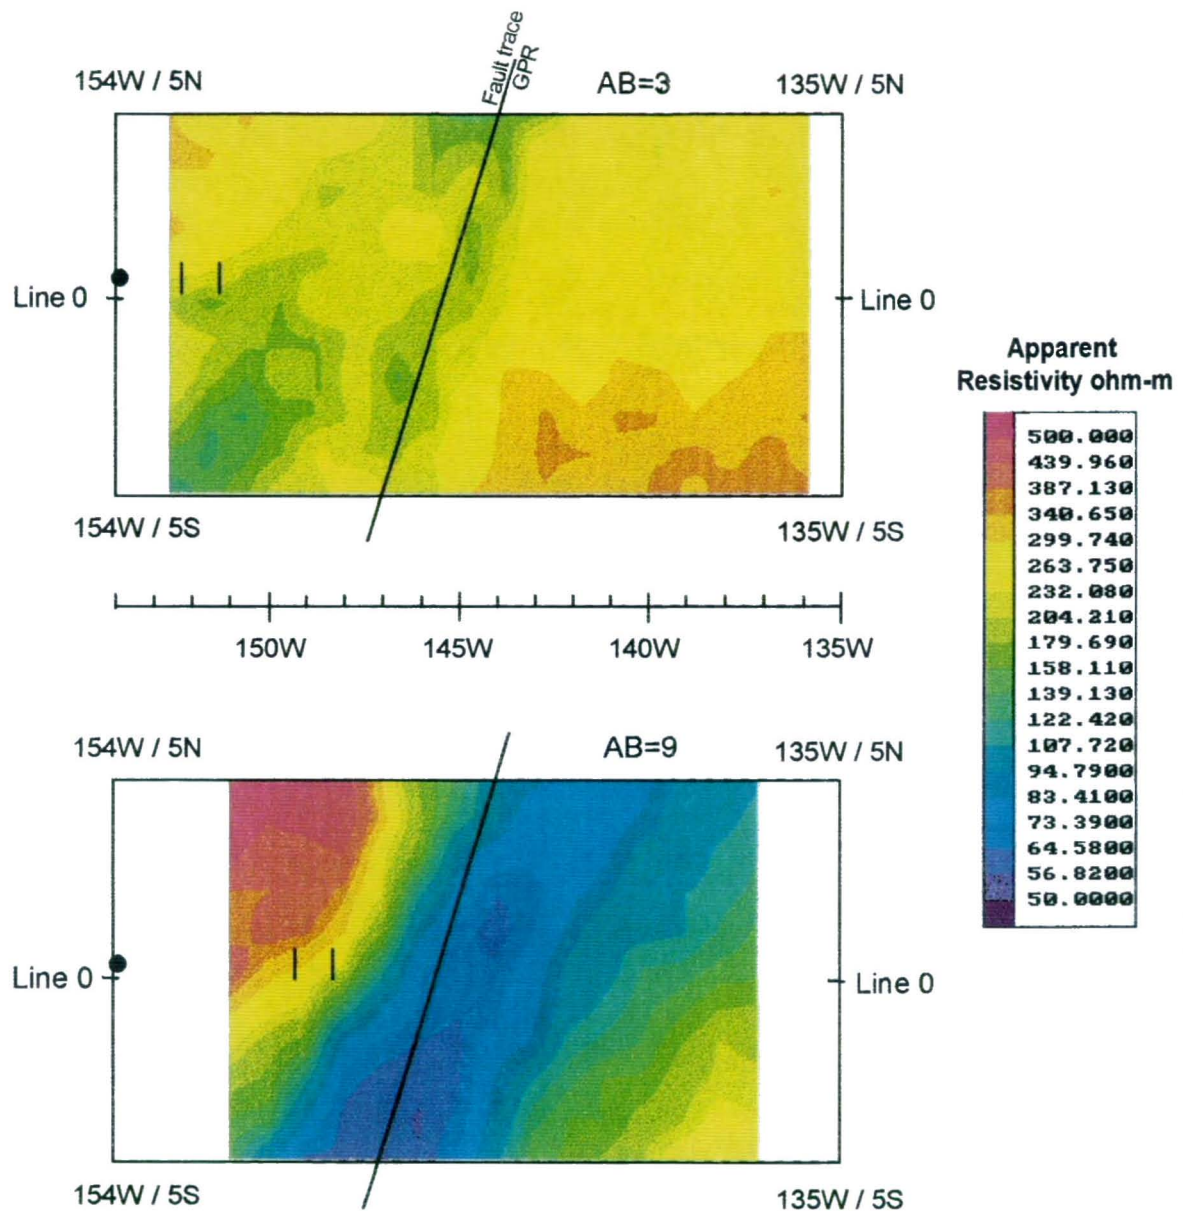 Fault trace
GPR
154W / 5N
AB=3
135W / 5N
Line 0
Line 0
154W / 5S
135W / 5S
150W
145W
140W
135W
Apparent
Resistivity ohm-m
500.000
439.960
387.130
340.650
299.740
263.750
232.080
204.210
179.690
158.110
139.130
122.420
107.720
94.7900
83.4100
73.3900
64.5800
56.8200
50.0000
154W / 5N
AB=9
135W / 5N
Line 0
Line 0
154W / 5S
135W / 5S